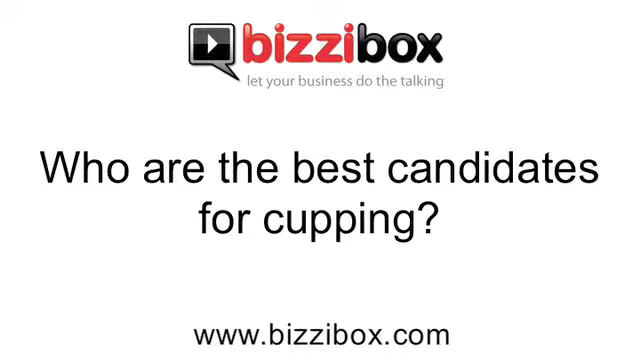 bizzibox
let your business do the talking
Who are the best candidates
for cupping?
www.bizzibox.com